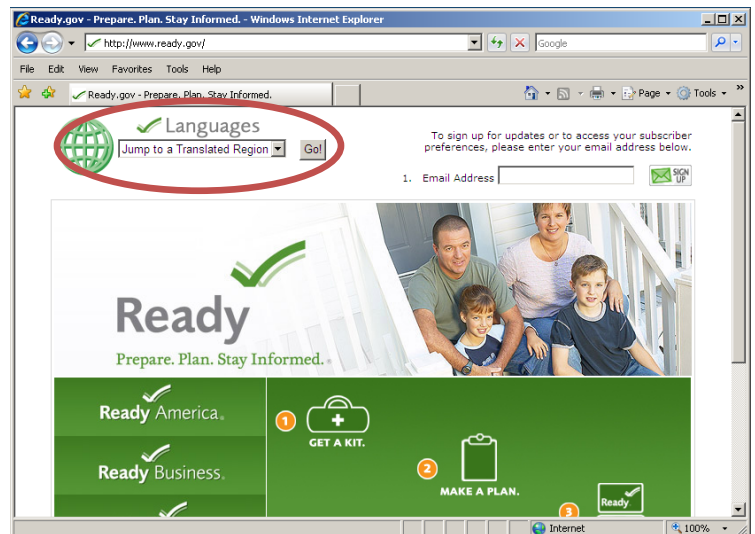 Ready.gov - Prepare. Plan. Stay Informed. - Windows Internet Explorer
http://www.ready.gov/
Google
File Edit View Favorites Tools Help
Ready.gov - Prepare. Plan. Stay Informed.
Page Tools »
Languages
Jump to a Translated Region Go!
To sign up for updates or to access your subscriber
preferences, please enter your email address below.
1. Email Address SIGN UP
Ready
Prepare. Plan. Stay Informed.®
Ready America®
Ready Business®
1
GET A KIT.
2
MAKE A PLAN.
3
Ready
Internet 100%